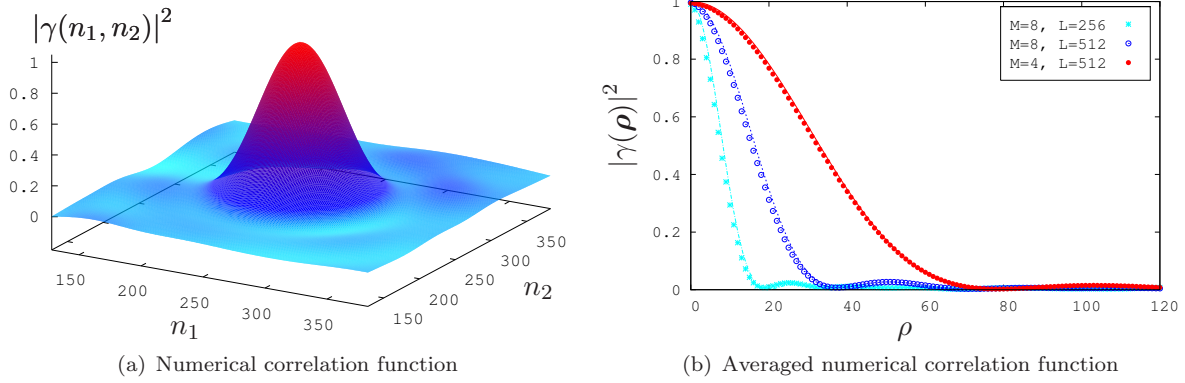 |γ(n₁, n₂)|²
1
0.8
0.6
0.4
0.2
0
150
200
250
300
350
n₁
150
200
250
300
350
n₂
(a) Numerical correlation function
|γ(ρ)|²
1
0.8
0.6
0.4
0.2
0
0 20 40 60 80 100 120
ρ
M=8, L=256
M=8, L=512
M=4, L=512
(b) Averaged numerical correlation function